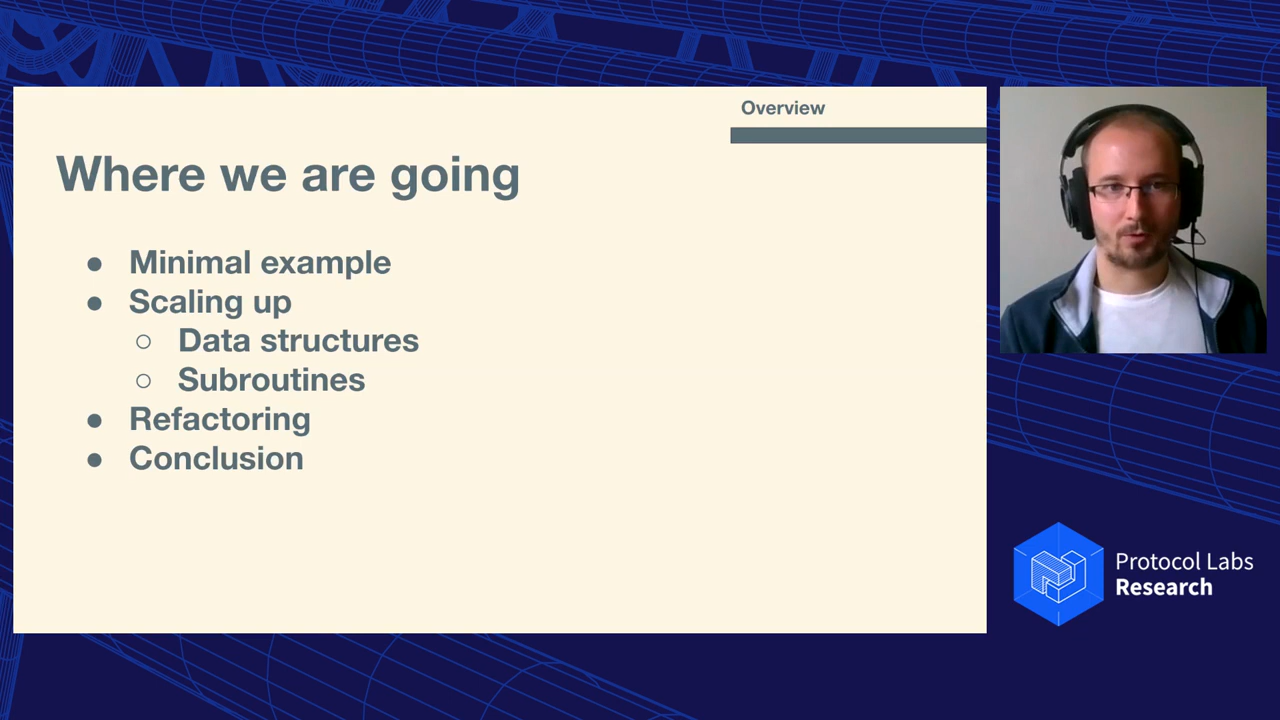 Overview
Where we are going
● Minimal example
● Scaling up
○ Data structures
○ Subroutines
● Refactoring
● Conclusion
Protocol Labs
Research